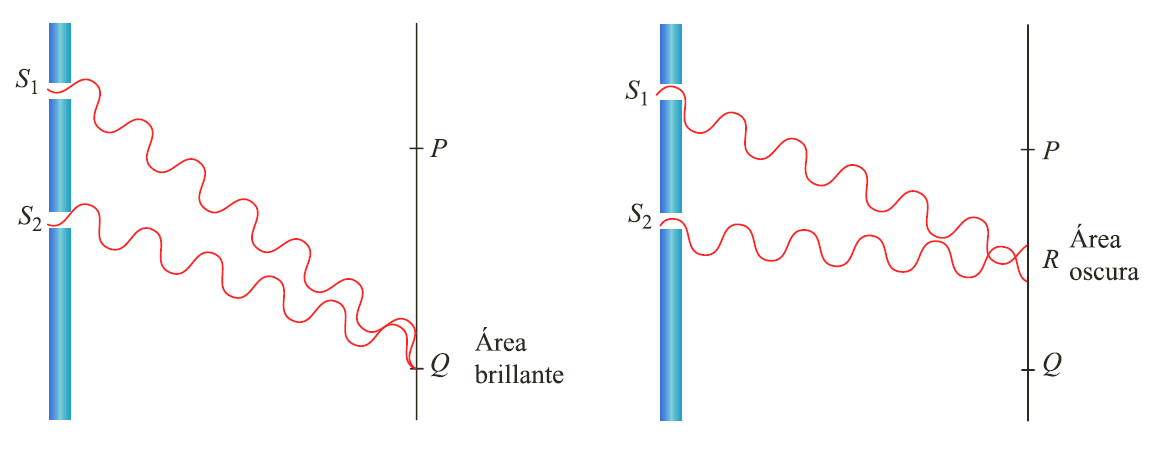 S₁
P
S₂
Q
Área
brillante
S₁
P
S₂
R
Área
oscura
Q